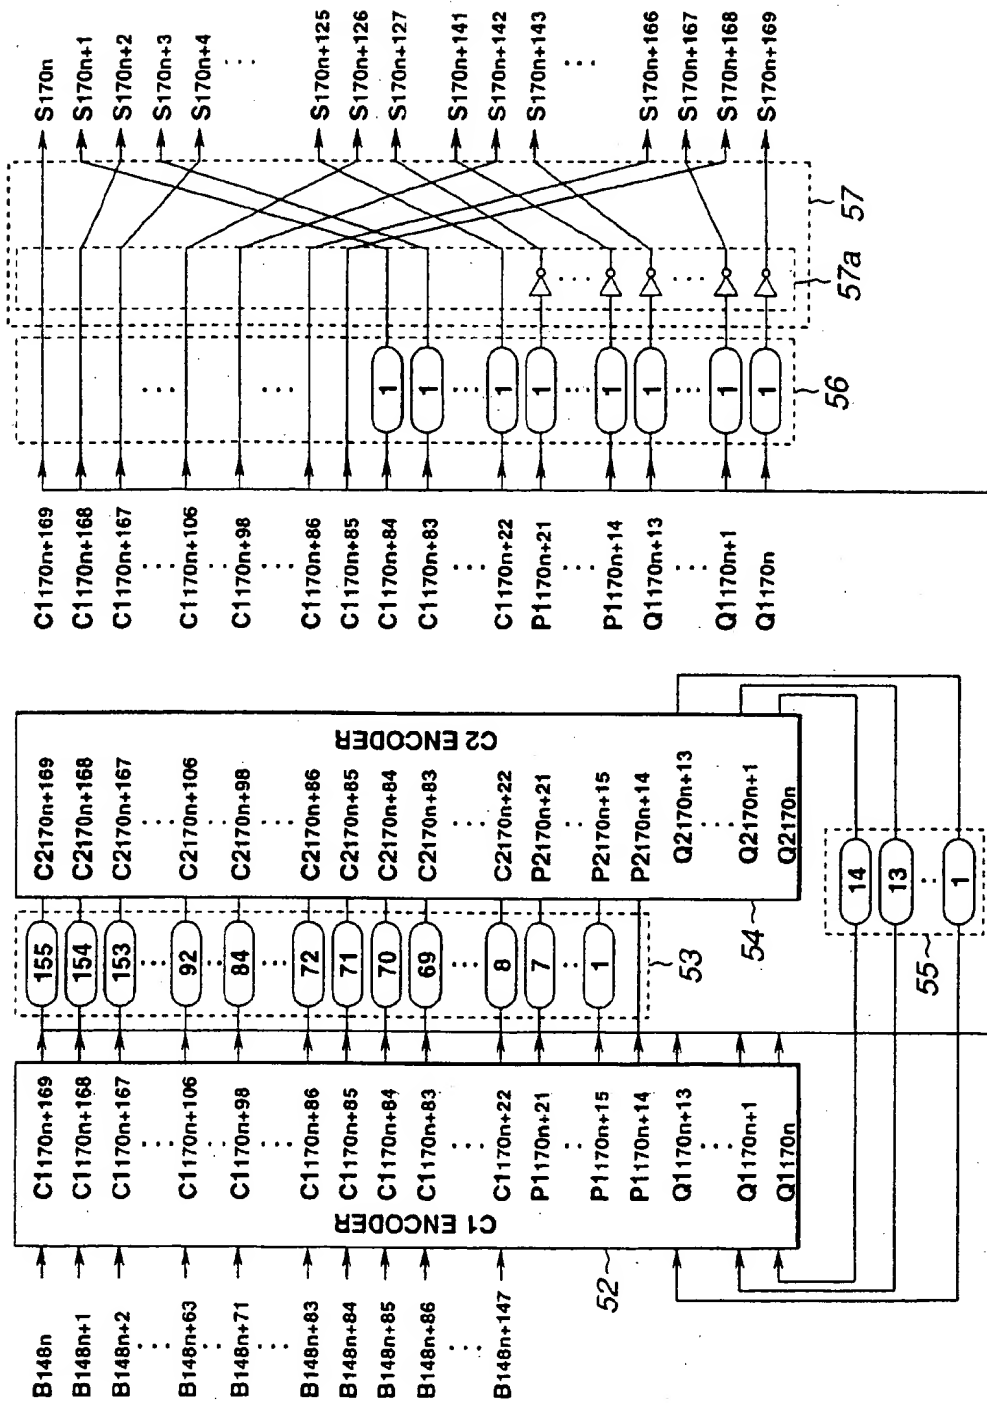 B148n
B148n+1
B148n+2
B148n+63
B148n+71
B148n+83
B148n+84
B148n+85
B148n+86
B148n+147
C1 ENCODER
C1170n+169
C1170n+168
C1170n+167
C1170n+106
C1170n+98
C1170n+86
C1170n+85
C1170n+84
C1170n+83
C1170n+22
P1170n+21
P1170n+15
P1170n+14
Q1170n+13
Q1170n+1
Q1170n
52
155
154
153
92
84
72
71
70
69
8
7
1
53
C2170n+169
C2170n+168
C2170n+167
C2170n+106
C2170n+98
C2170n+86
C2170n+85
C2170n+84
C2170n+83
C2170n+22
P2170n+21
P2170n+15
P2170n+14
Q2170n+13
Q2170n+1
Q2170n
C2 ENCODER
54
14
13
1
55
C1170n+169
C1170n+168
C1170n+167
C1170n+106
C1170n+98
C1170n+86
C1170n+85
C1170n+84
C1170n+83
C1170n+22
P1170n+21
P1170n+14
Q1170n+13
Q1170n+1
Q1170n
1
1
1
1
1
1
1
1
56
57a
57
S170n
S170n+1
S170n+2
S170n+3
S170n+4
S170n+125
S170n+126
S170n+127
S170n+141
S170n+142
S170n+143
S170n+166
S170n+167
S170n+168
S170n+169